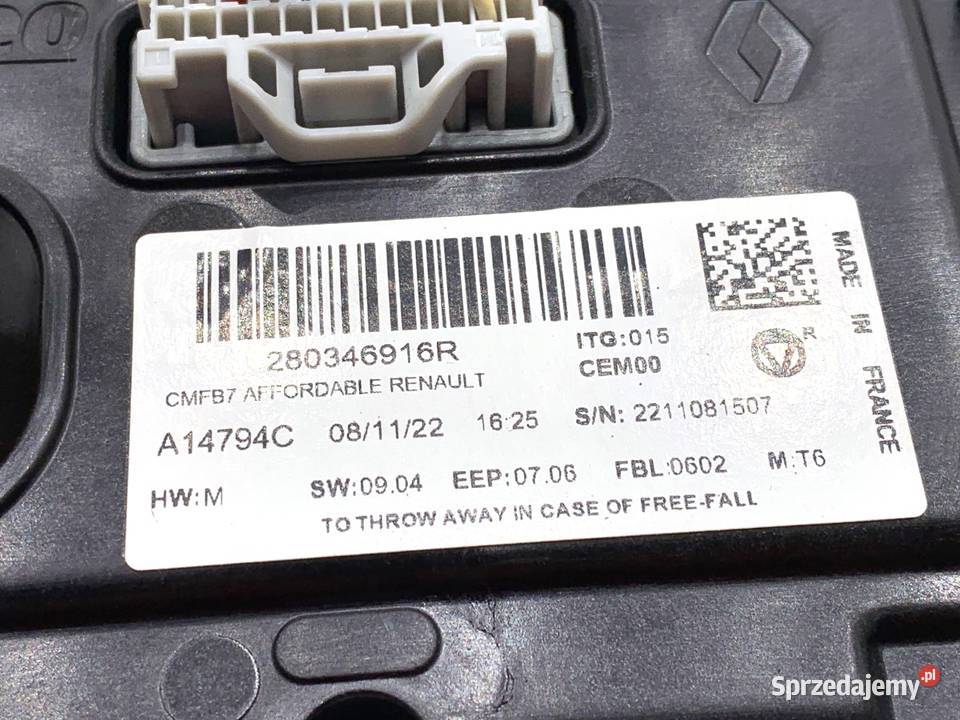 280346916R
CMFB7 AFFORDABLE RENAULT
ITG:015
CEM00
R
MADE IN FRANCE
A14794C 08/11/22 16:25 S/N: 2211081507
HW:M SW:09.04 EEP:07.06 FBL:0602 M:T6
TO THROW AWAY IN CASE OF FREE-FALL
Sprzedajemy.pl